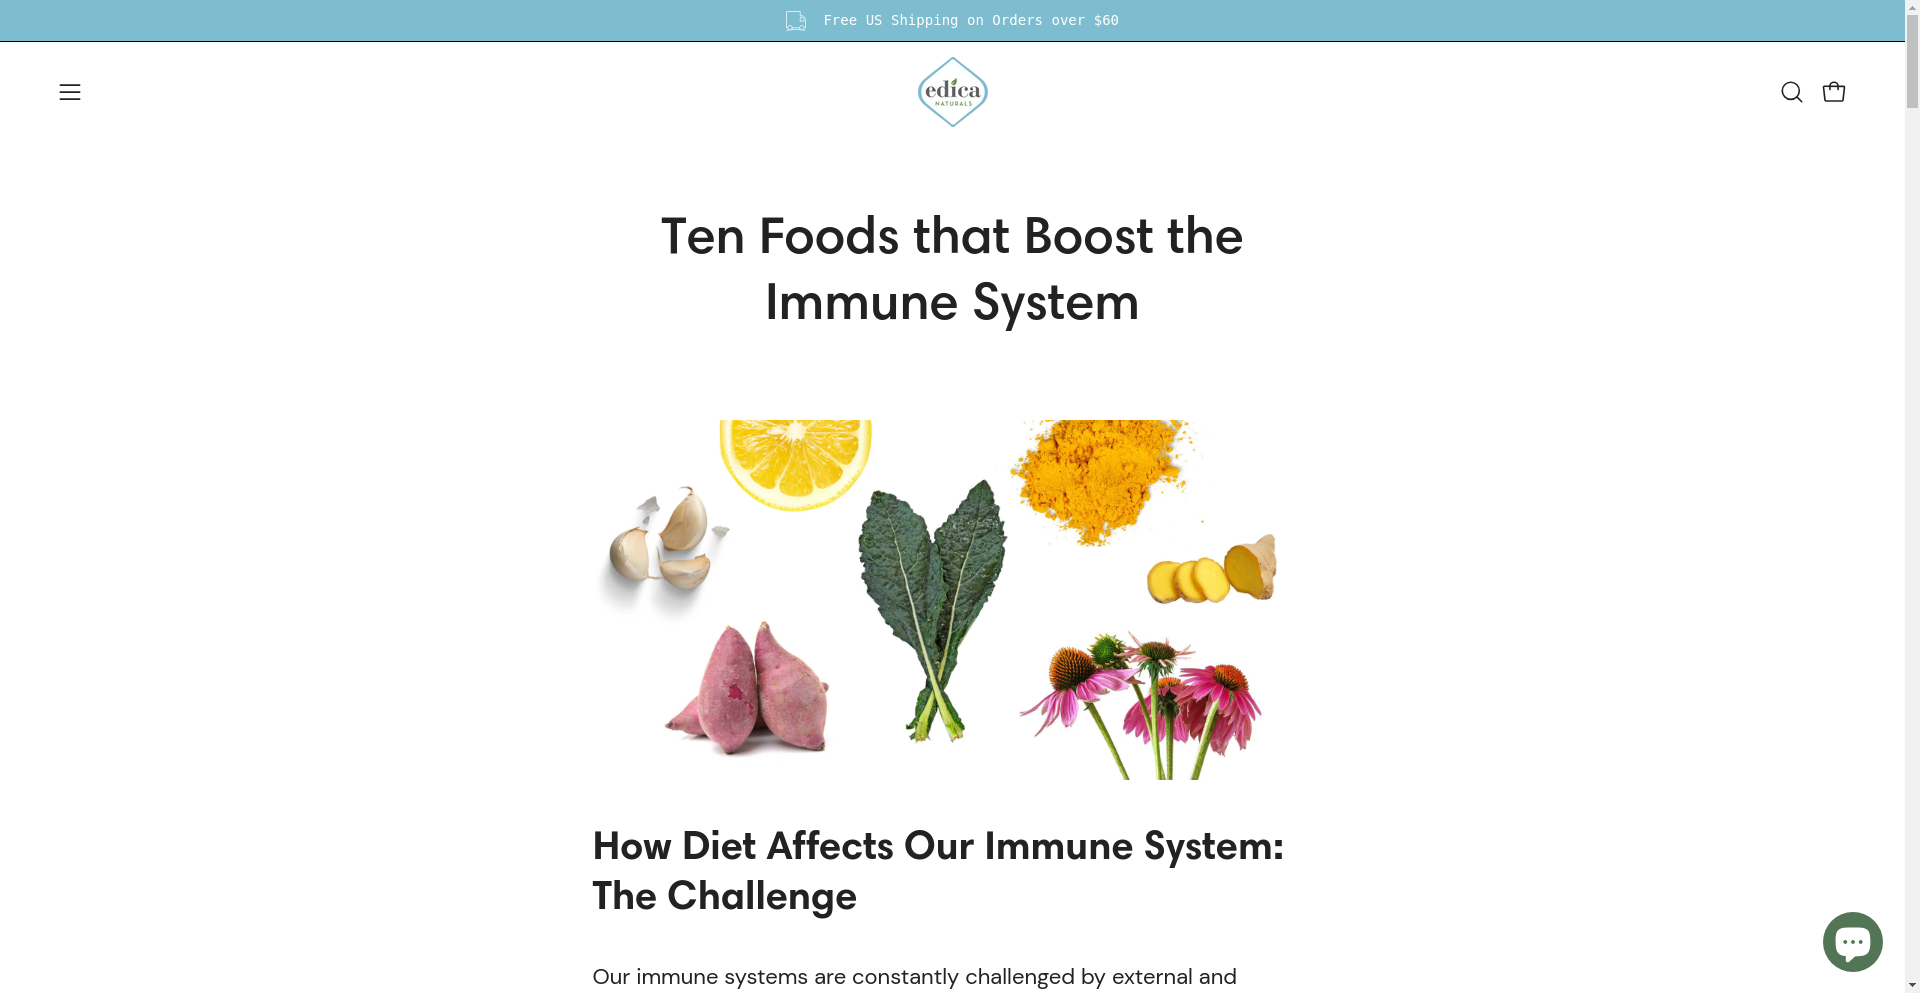 Free US Shipping on Orders over $60
edica
NATURALS
Ten Foods that Boost the
Immune System
How Diet Affects Our Immune System:
The Challenge
Our immune systems are constantly challenged by external and